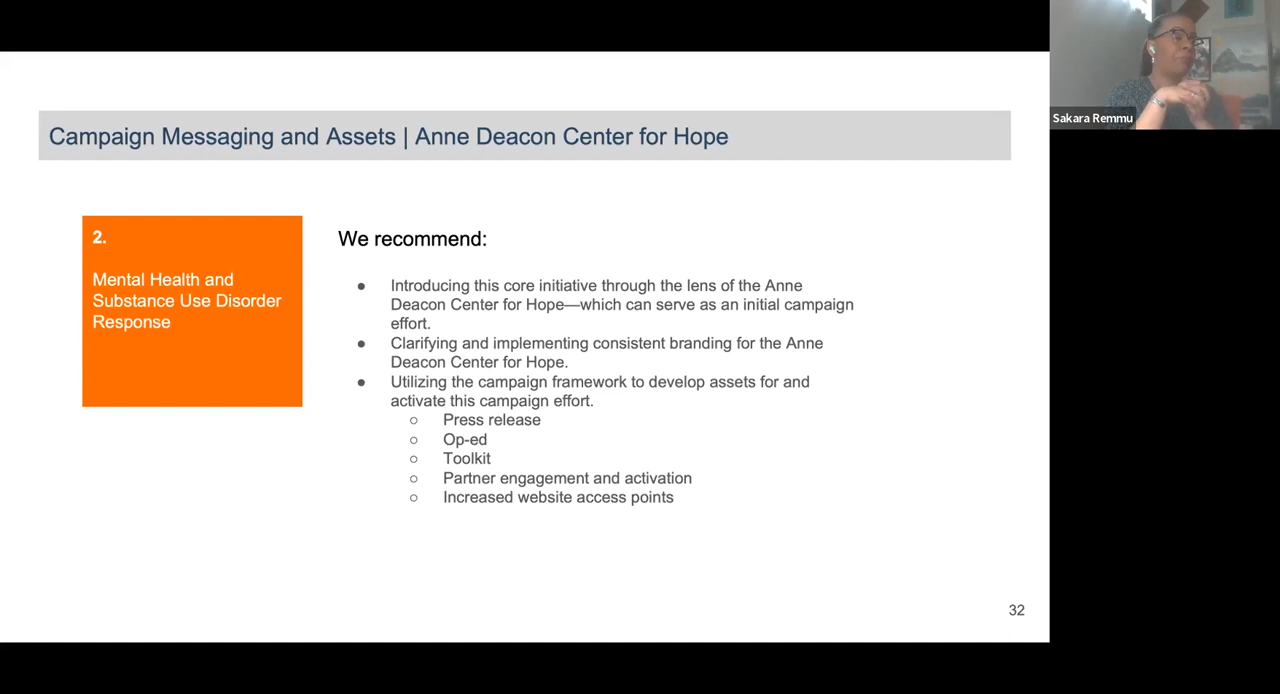 Campaign Messaging and Assets | Anne Deacon Center for Hope
Sakara Remmu
2.
Mental Health and
Substance Use Disorder
Response
We recommend:
● Introducing this core initiative through the lens of the Anne
Deacon Center for Hope—which can serve as an initial campaign
effort.
● Clarifying and implementing consistent branding for the Anne
Deacon Center for Hope.
● Utilizing the campaign framework to develop assets for and
activate this campaign effort.
○ Press release
○ Op-ed
○ Toolkit
○ Partner engagement and activation
○ Increased website access points
32